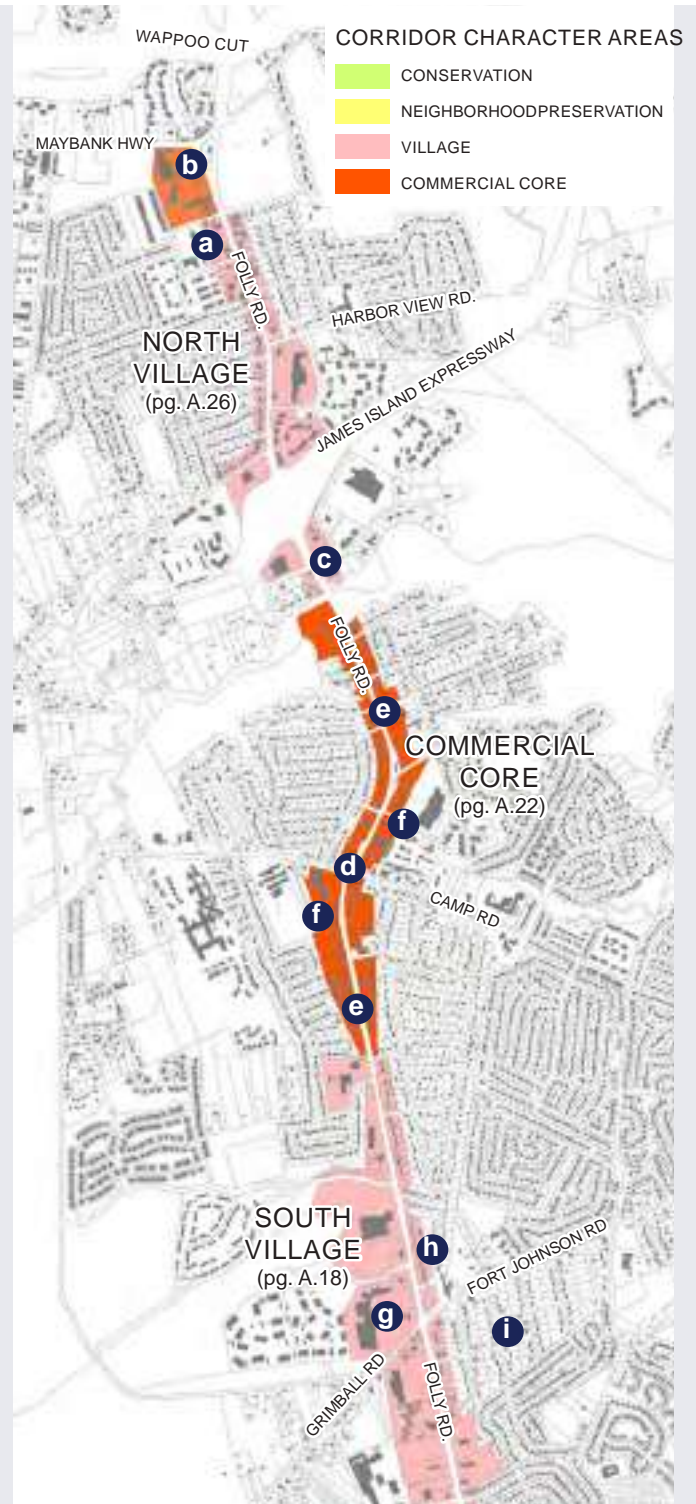 WAPPOO CUT
CORRIDOR CHARACTER AREAS
CONSERVATION
NEIGHBORHOODPRESERVATION
VILLAGE
COMMERCIAL CORE
MAYBANK HWY
b
a
FOLLY RD.
HARBOR VIEW RD.
NORTH
VILLAGE
(pg. A.26)
JAMES ISLAND EXPRESSWAY
c
FOLLY RD.
e
COMMERCIAL
CORE
(pg. A.22)
f
d
CAMP RD
f
e
SOUTH
VILLAGE
(pg. A.18)
h
FORT JOHNSON RD
g
i
GRIMBALL RD
FOLLY RD.